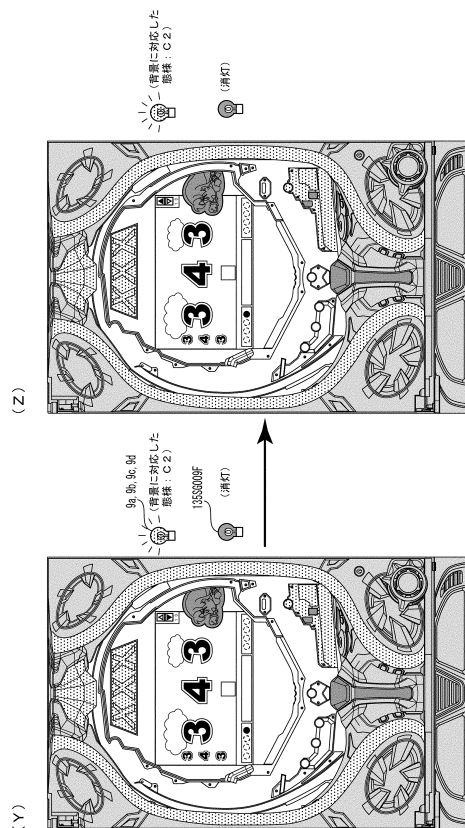 (Y)
3 4 3
3
4
3
9a, 9b, 9c, 9d
(背景に対応した
態様：C2)
135SG009F
(消灯)
(Z)
3 4 3
3
4
3
(背景に対応した
態様：C2)
(消灯)